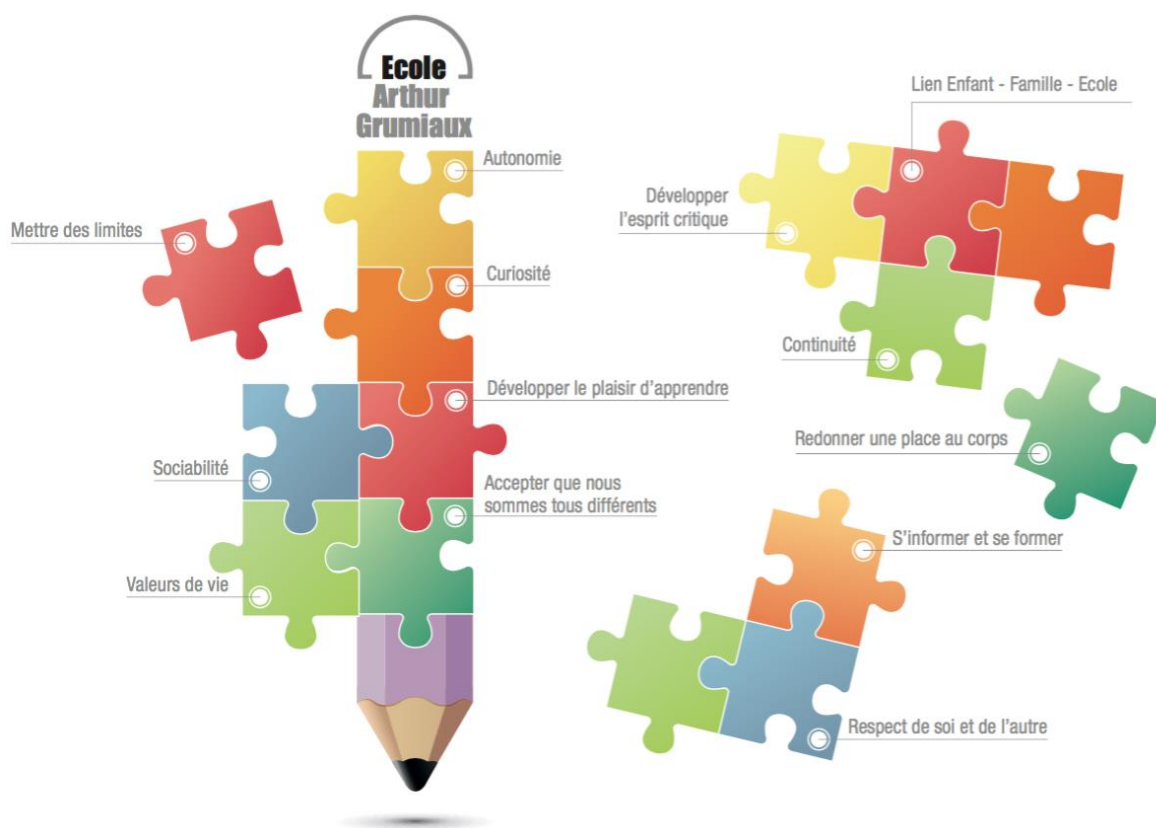 Ecole
Arthur
Grumiaux
Autonomie
Mettre des limites
Curiosité
Développer le plaisir d'apprendre
Sociabilité
Accepter que nous
sommes tous différents
Valeurs de vie
Lien Enfant - Famille - Ecole
Développer
l'esprit critique
Continuité
Redonner une place au corps
S'informer et se former
Respect de soi et de l'autre